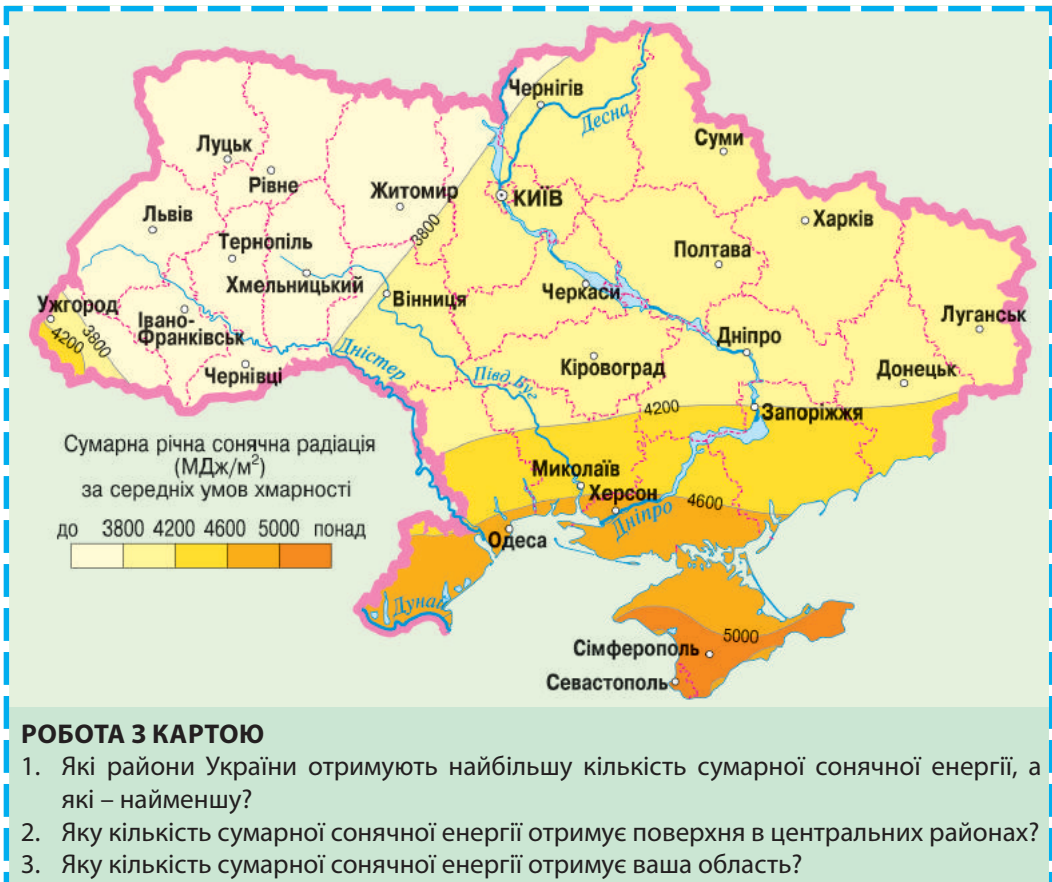 Чернігів
Десна
Суми
Луцьк
Рівне
Житомир
КИЇВ
3800
Львів
Харків
Тернопіль
Полтава
Хмельницький
Вінниця
Черкаси
Ужгород
Івано-
Франківськ
4200
3800
Луганськ
Дніпро
Дністер
Чернівці
Півд Буг
Кіровоград
Донецьк
4200
Запоріжжя
Сумарна річна сонячна радіація
(МДж/м²)
за середніх умов хмарності
до 3800 4200 4600 5000 понад
Миколаїв
Херсон
4600
Дніпро
Одеса
Дунай
5000
Сімферополь
Севастополь
РОБОТА З КАРТОЮ
1. Які райони України отримують найбільшу кількість сумарної сонячної енергії, а
які – найменшу?
2. Яку кількість сумарної сонячної енергії отримує поверхня в центральних районах?
3. Яку кількість сумарної сонячної енергії отримує ваша область?